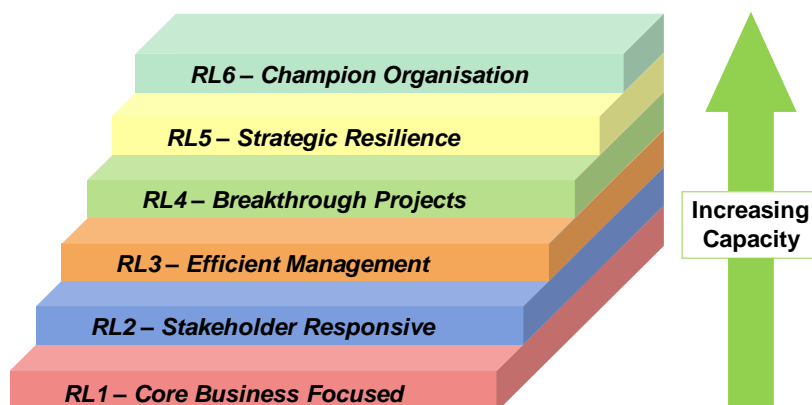 RL6 – Champion Organisation
RL5 – Strategic Resilience
RL4 – Breakthrough Projects
RL3 – Efficient Management
RL2 – Stakeholder Responsive
RL1 – Core Business Focused
Increasing
Capacity